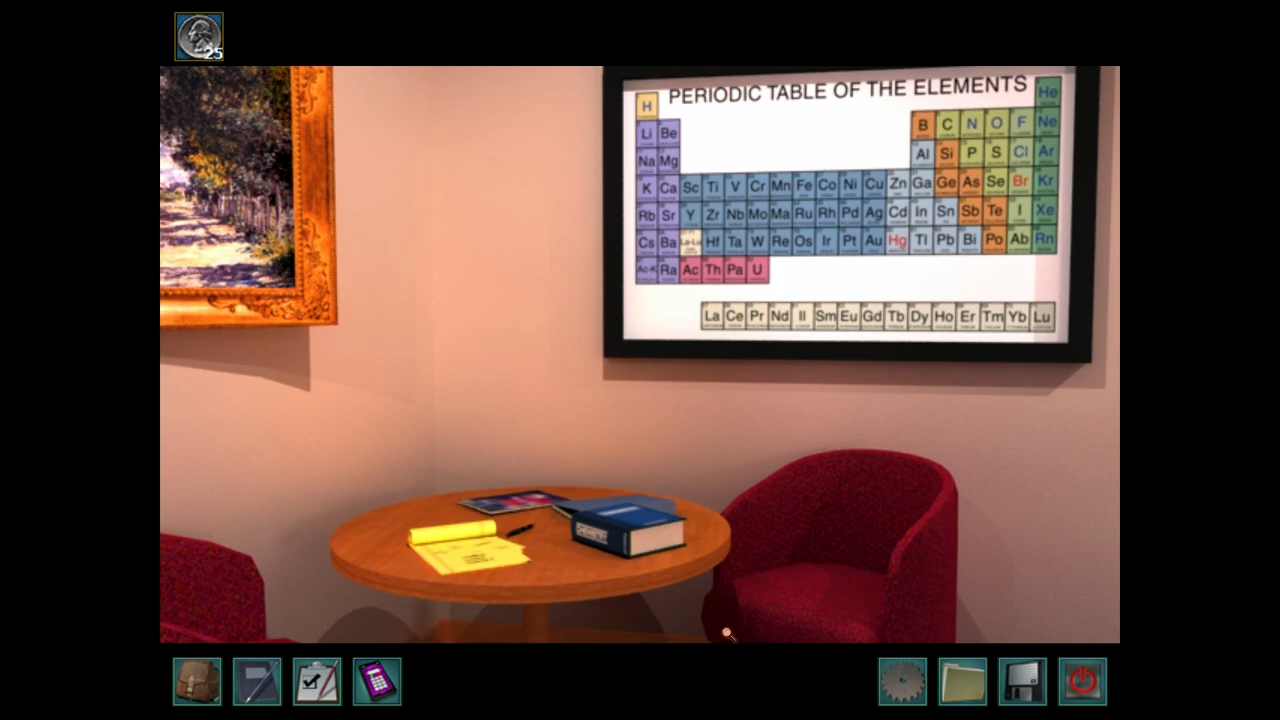 25
PERIODIC TABLE OF THE ELEMENTS
H He
Li Be B C N O F Ne
Na Mg Al Si P S Cl Ar
K Ca Sc Ti V Cr Mn Fe Co Ni Cu Zn Ga Ge As Se Br Kr
Rb Sr Y Zr Nb Mo Ma Ru Rh Pd Ag Cd In Sn Sb Te I Xe
Cs Ba La-Lu Hf Ta W Re Os Ir Pt Au Hg Tl Pb Bi Po Ab Rn
Ac-K Ra Ac Th Pa U
La Ce Pr Nd Il Sm Eu Gd Tb Dy Ho Er Tm Yb Lu